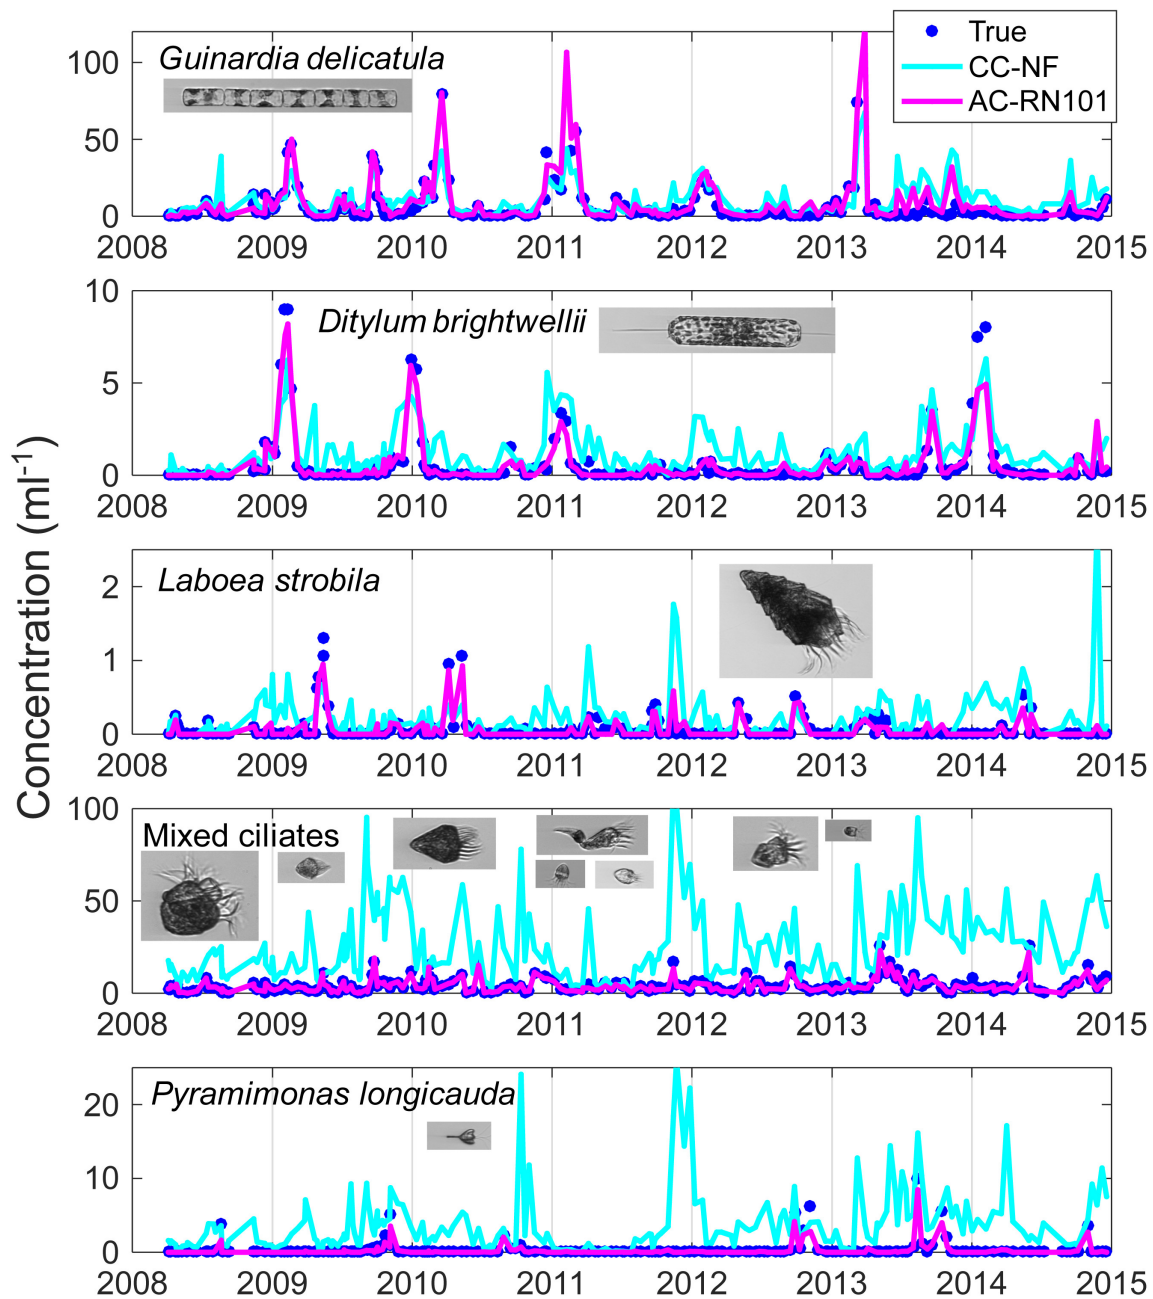 True
CC-NF
AC-RN101
Guinardia delicatula
100
50
0
2008 2009 2010 2011 2012 2013 2014 2015
Ditylum brightwellii
10
5
0
2008 2009 2010 2011 2012 2013 2014 2015
Concentration (ml⁻¹)
Laboea strobila
2
1
0
2008 2009 2010 2011 2012 2013 2014 2015
Mixed ciliates
100
50
0
2008 2009 2010 2011 2012 2013 2014 2015
Pyramimonas longicauda
20
10
0
2008 2009 2010 2011 2012 2013 2014 2015